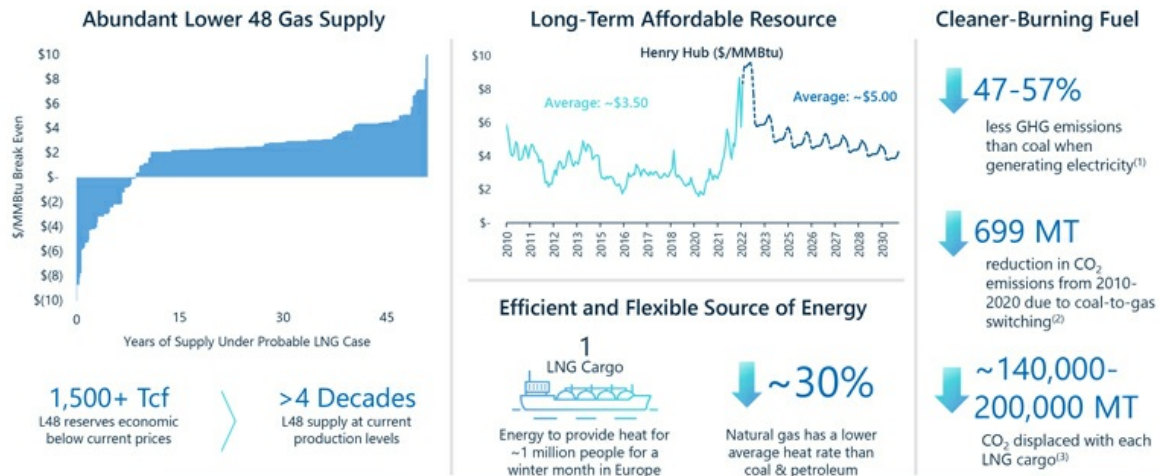 Abundant Lower 48 Gas Supply
$/MMBtu Break Even
$10
$8
$6
$4
$2
$-
$(2)
$(4)
$(6)
$(8)
$(10)
0
15
30
45
Years of Supply Under Probable LNG Case
1,500+ Tcf
L48 reserves economic
below current prices
>4 Decades
L48 supply at current
production levels
Long-Term Affordable Resource
Henry Hub ($/MMBtu)
$10
$8
$6
$4
$2
$-
Average: ~$3.50
Average: ~$5.00
2010
2011
2012
2013
2014
2015
2016
2017
2018
2019
2020
2021
2022
2023
2025
2026
2028
2030
Efficient and Flexible Source of Energy
1
LNG Cargo
Energy to provide heat for
~1 million people for a
winter month in Europe
~30%
Natural gas has a lower
average heat rate than
coal & petroleum
Cleaner-Burning Fuel
47-57%
less GHG emissions
than coal when
generating electricity(1)
699 MT
reduction in CO2
emissions from 2010-
2020 due to coal-to-gas
switching(2)
~140,000-
200,000 MT
CO2 displaced with each
LNG cargo(3)